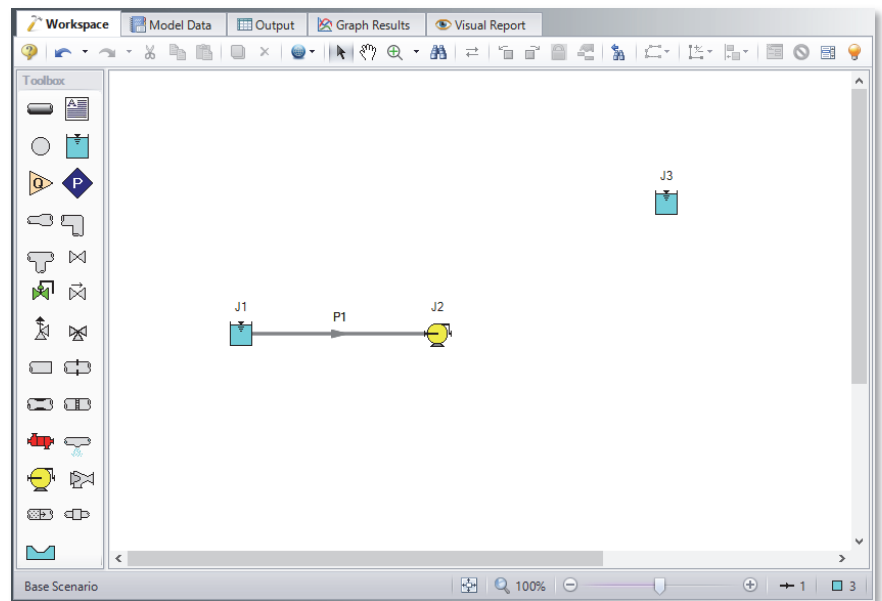 Workspace Model Data Output Graph Results Visual Report
Toolbox
A
Q P
J3
J1 P1 J2
Base Scenario 100% 1 3